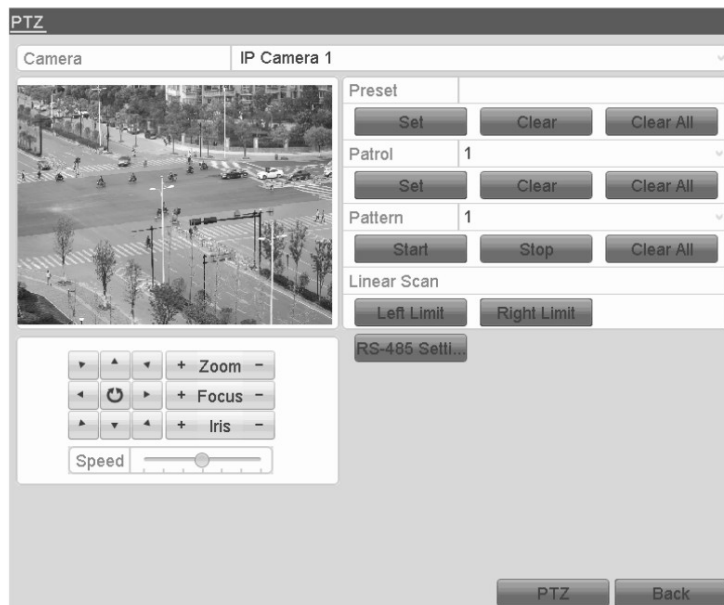 PTZ
Camera IP Camera 1
Preset
Set Clear Clear All
Patrol 1
Set Clear Clear All
Pattern 1
Start Stop Clear All
Linear Scan
Left Limit Right Limit
RS-485 Setti...
+ Zoom -
+ Focus -
+ Iris -
Speed
PTZ Back